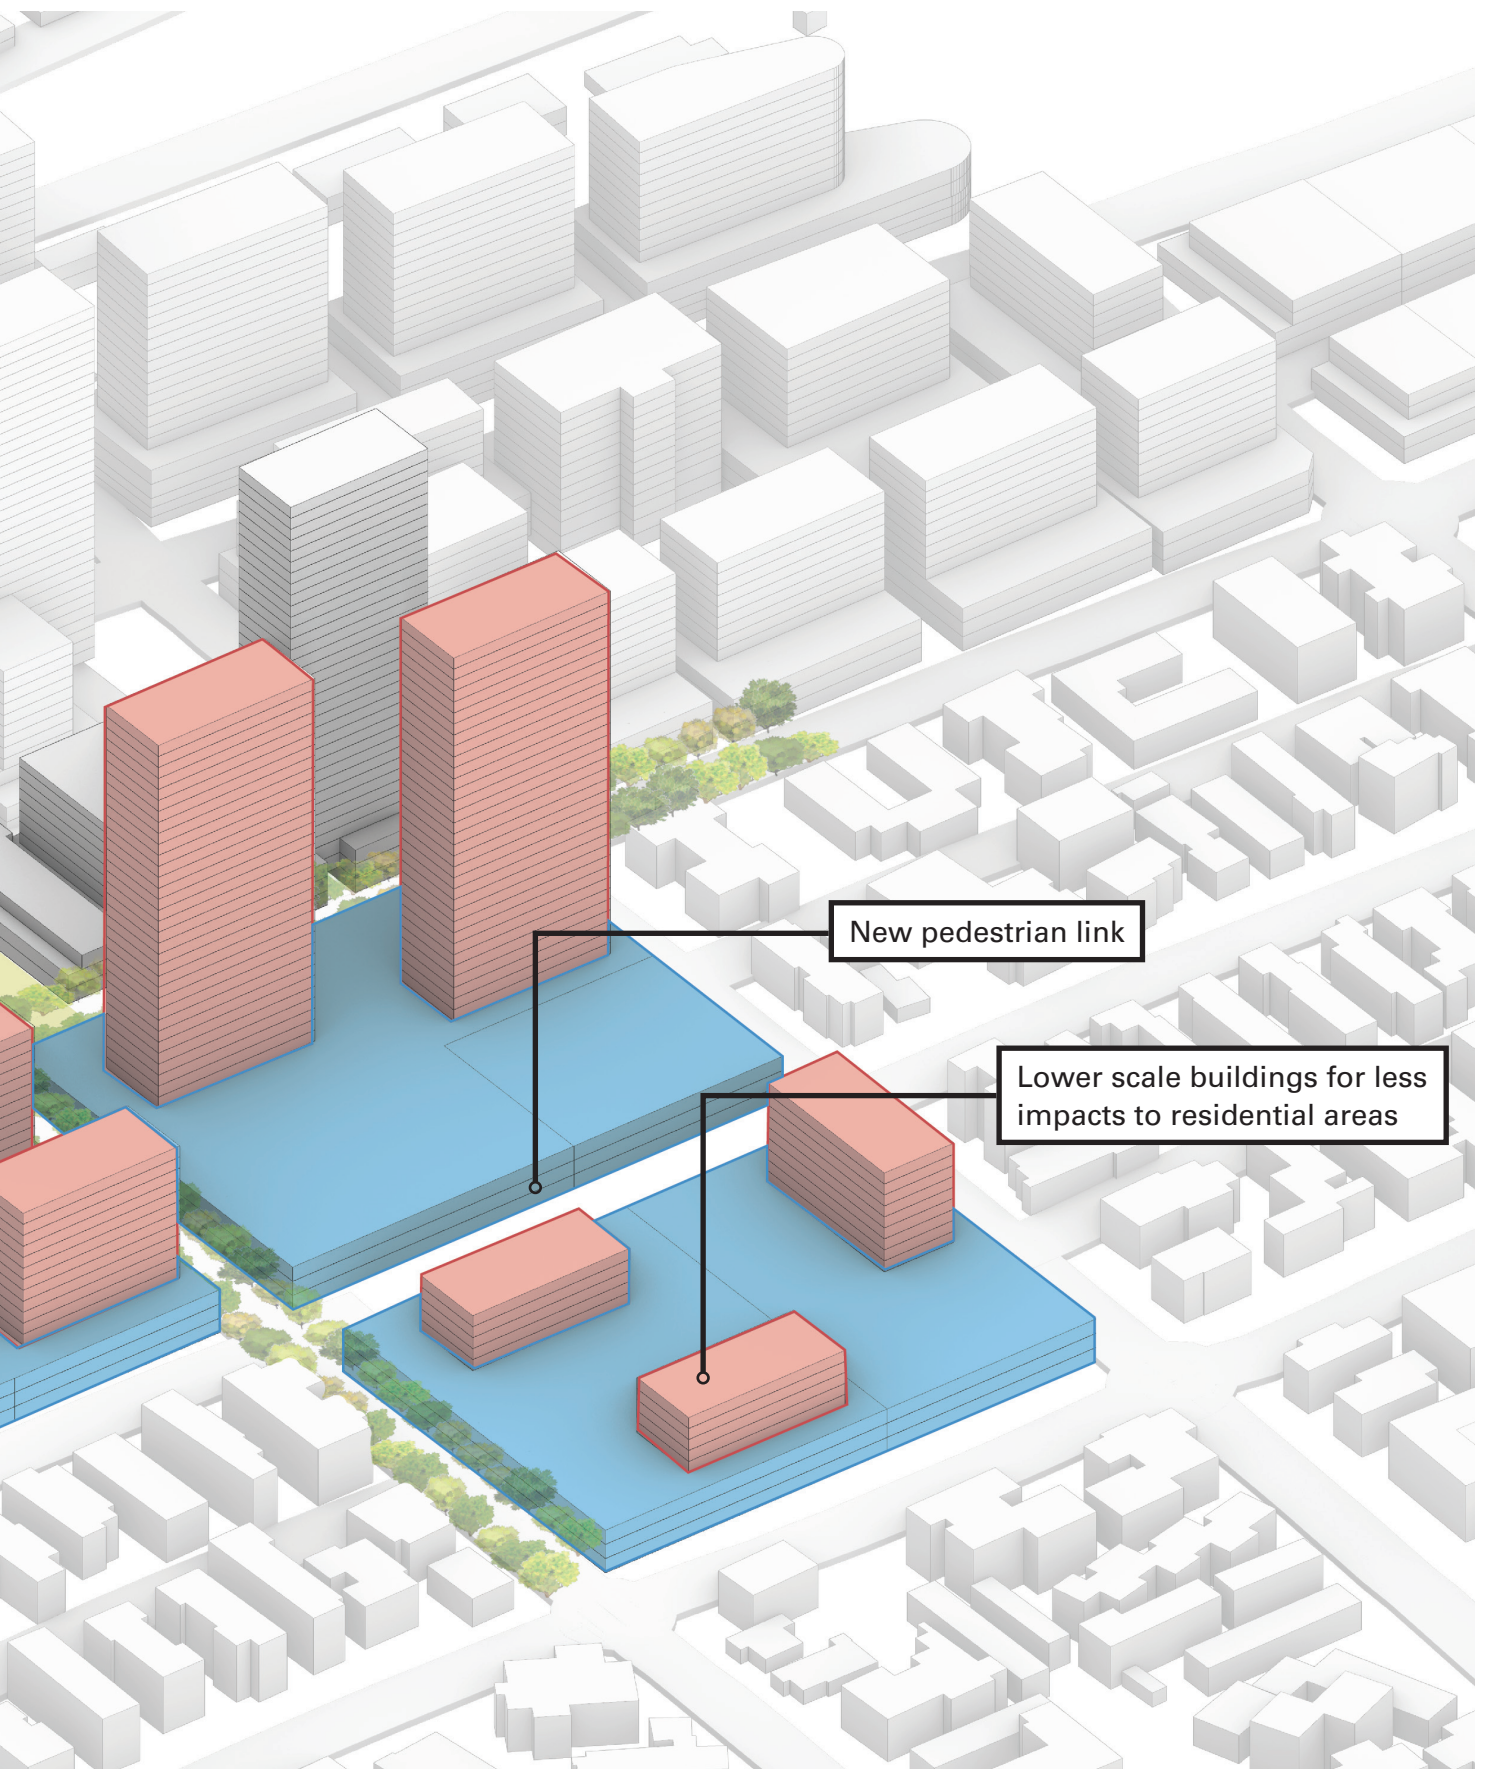 New pedestrian link
Lower scale buildings for less
impacts to residential areas